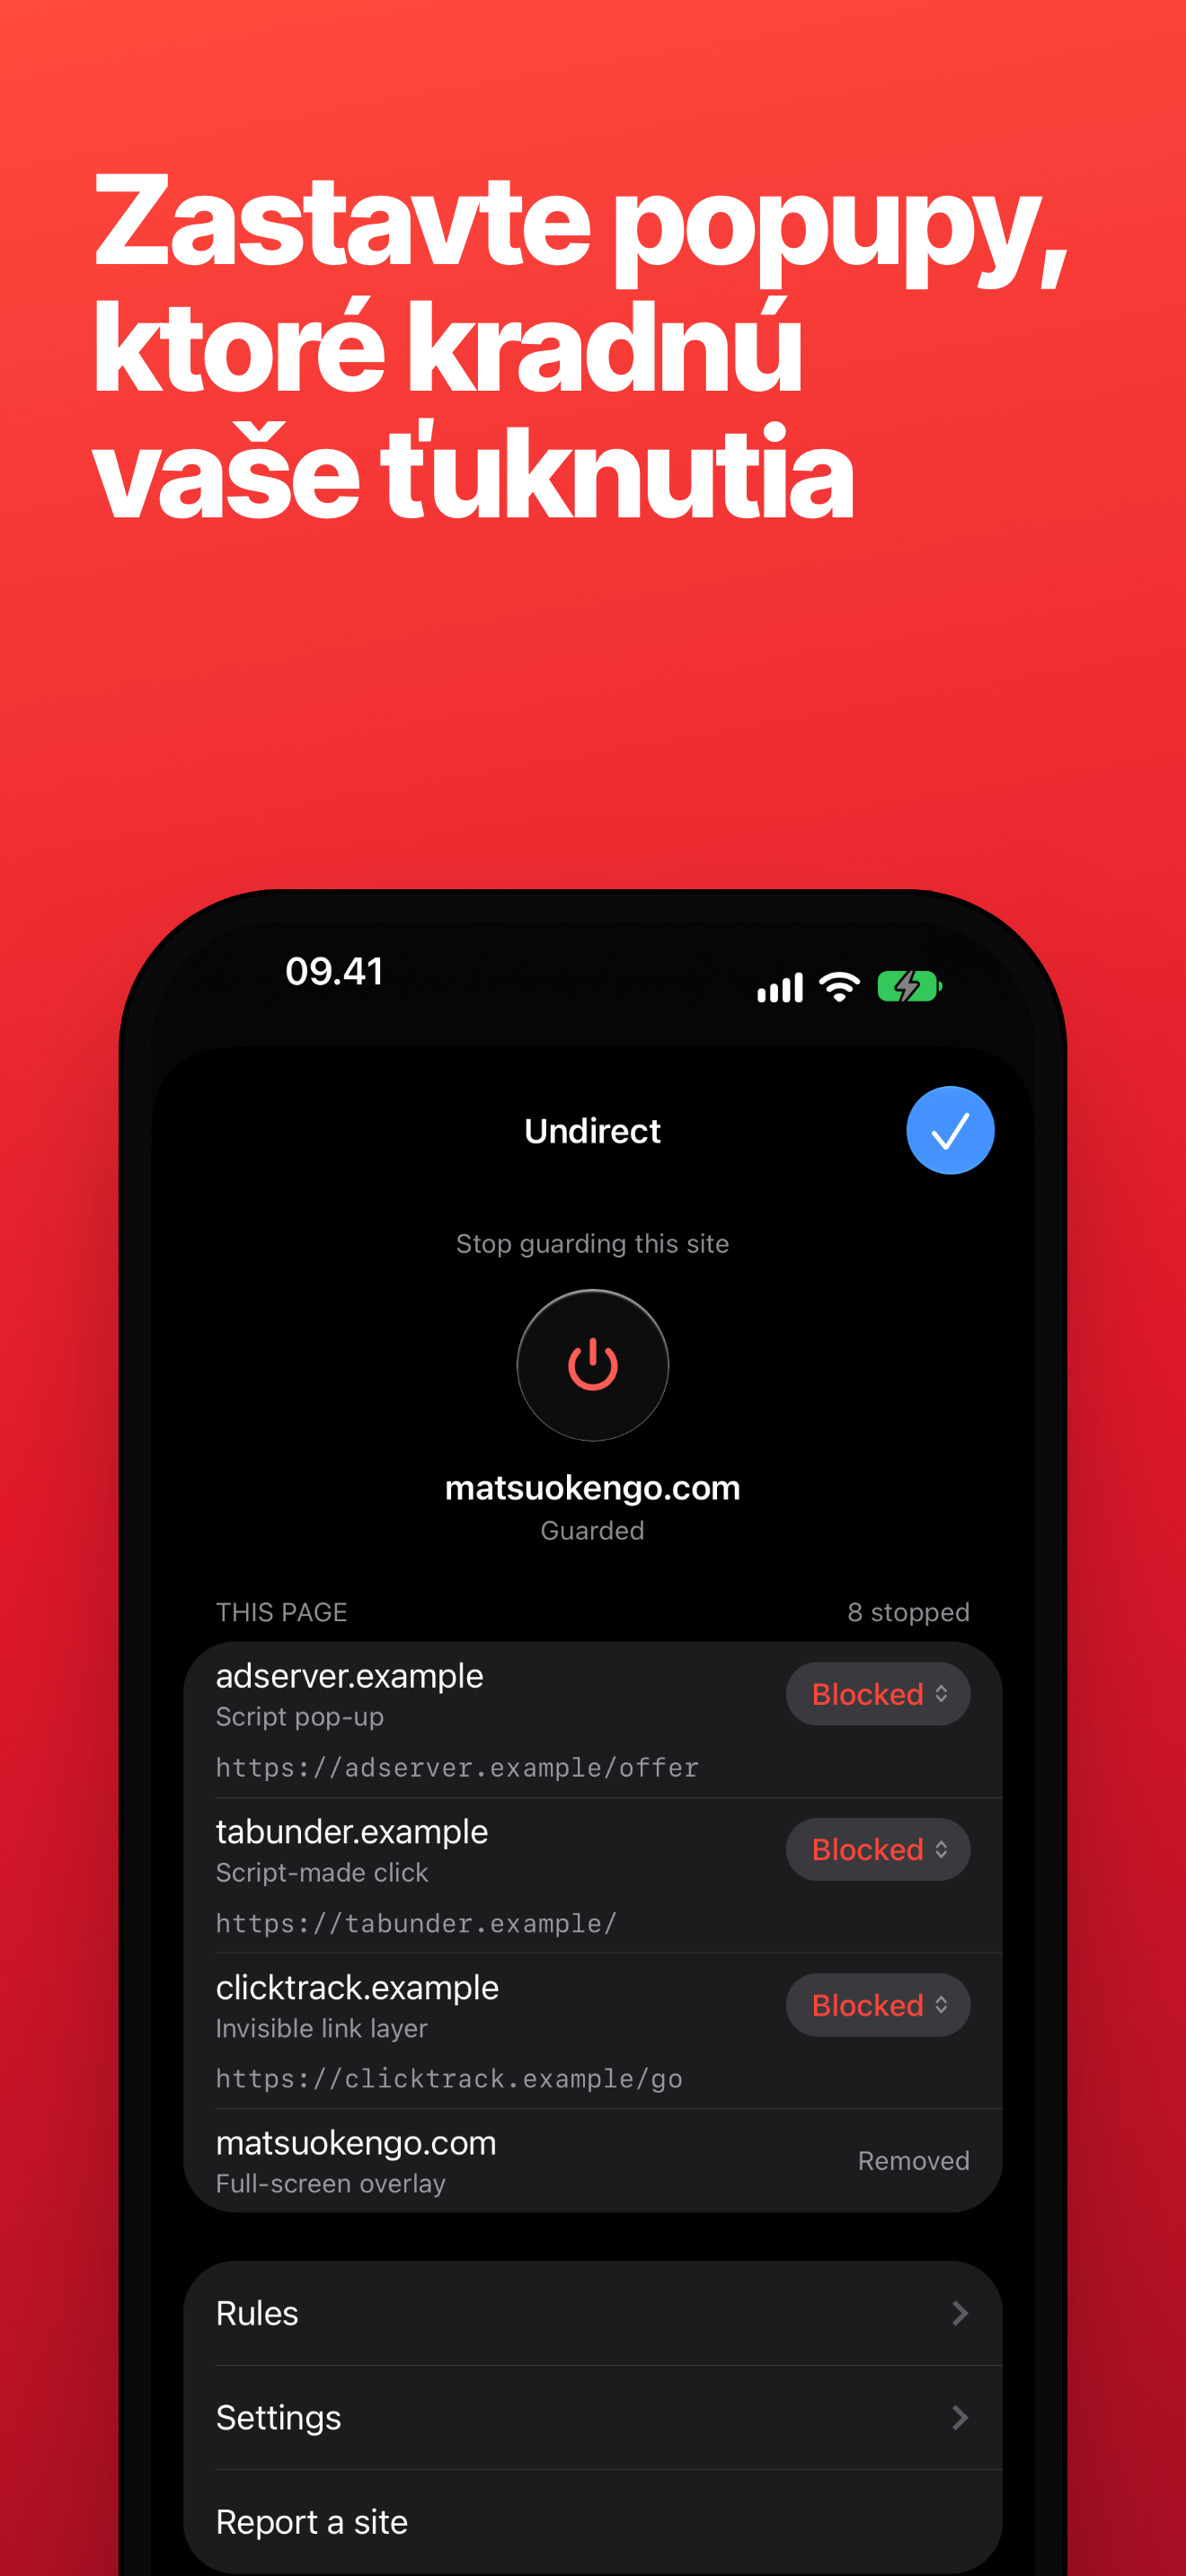 Zastavte popupy,
ktoré kradnú
vaše ťuknutia
09.41
Undirect
Stop guarding this site
matsuokengo.com
Guarded
THIS PAGE 8 stopped
adserver.example Blocked
Script pop-up
https://adserver.example/offer
tabunder.example Blocked
Script-made click
https://tabunder.example/
clicktrack.example Blocked
Invisible link layer
https://clicktrack.example/go
matsuokengo.com Removed
Full-screen overlay
Rules
Settings
Report a site